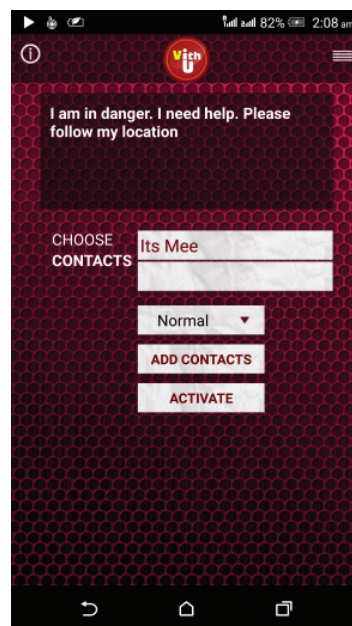 82% 2:08 am
Vith
U
I am in danger. I need help. Please
follow my location
CHOOSE
CONTACTS
Its Mee
Normal
ADD CONTACTS
ACTIVATE